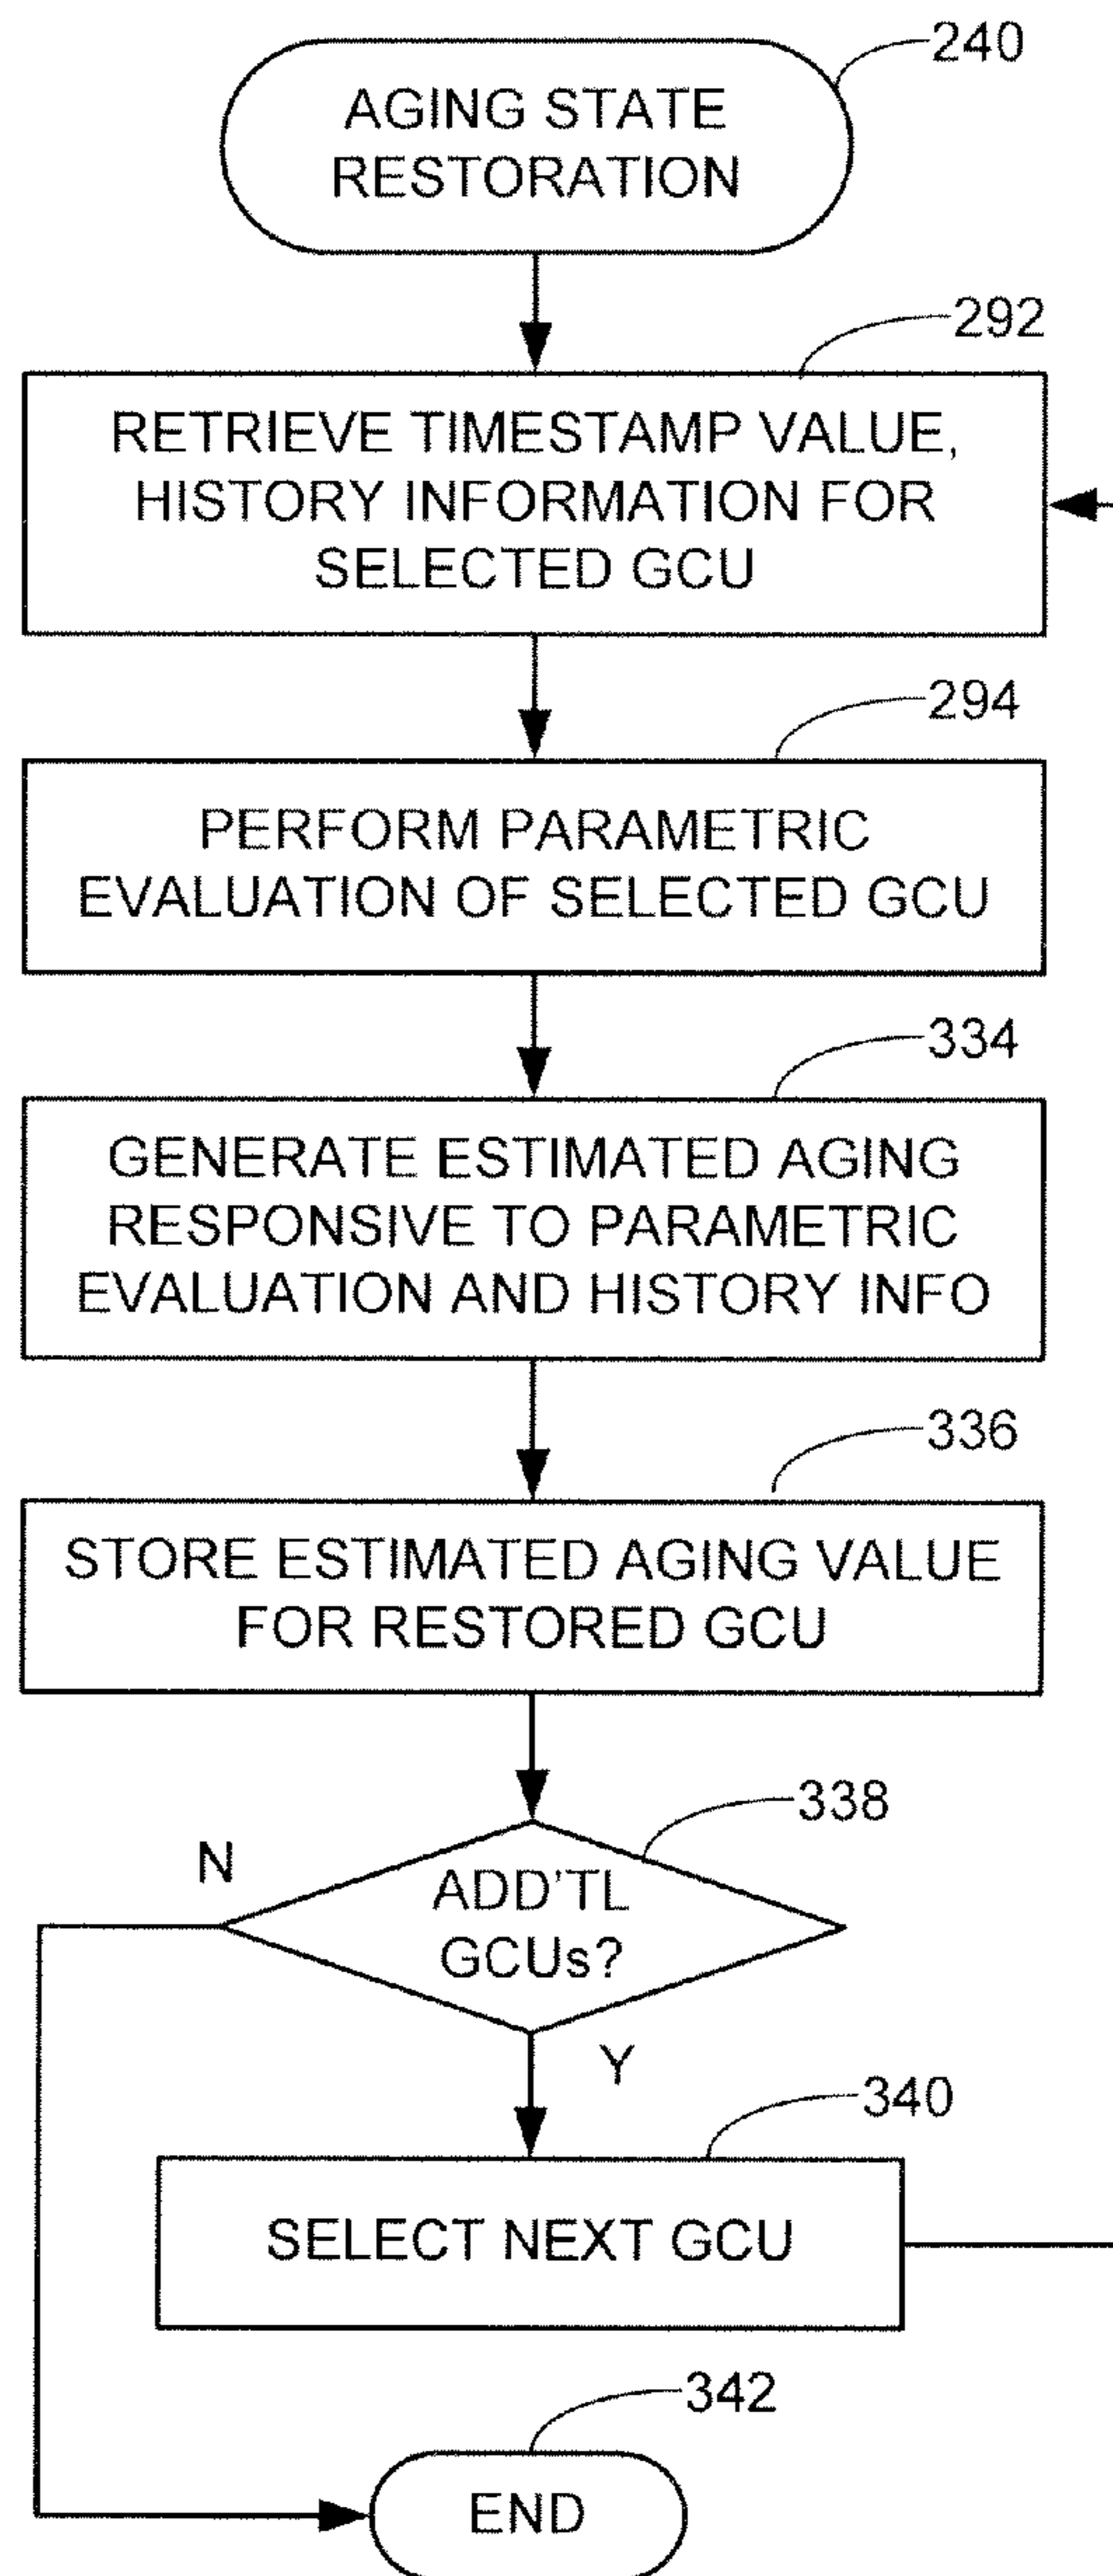 240
AGING STATE
RESTORATION
292
RETRIEVE TIMESTAMP VALUE,
HISTORY INFORMATION FOR
SELECTED GCU
294
PERFORM PARAMETRIC
EVALUATION OF SELECTED GCU
334
GENERATE ESTIMATED AGING
RESPONSIVE TO PARAMETRIC
EVALUATION AND HISTORY INFO
336
STORE ESTIMATED AGING VALUE
FOR RESTORED GCU
338
N
ADD'TL
GCUs?
Y
340
SELECT NEXT GCU
342
END